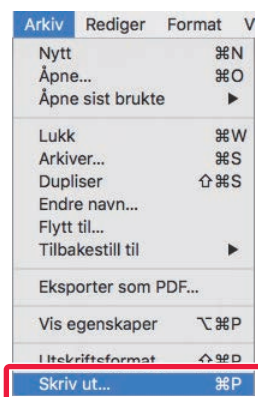 Arkiv Rediger Format V
Nytt ⌘N
Åpne... ⌘O
Åpne sist brukte ▶
Lukk ⌘W
Arkiver... ⌘S
Dupliser ⇧⌘S
Endre navn...
Flytt til...
Tilbakestill til ▶
Eksporter som PDF...
Vis egenskaper ⌥⌘P
Utskriftsformat ⇧⌘P
Skriv ut... ⌘P